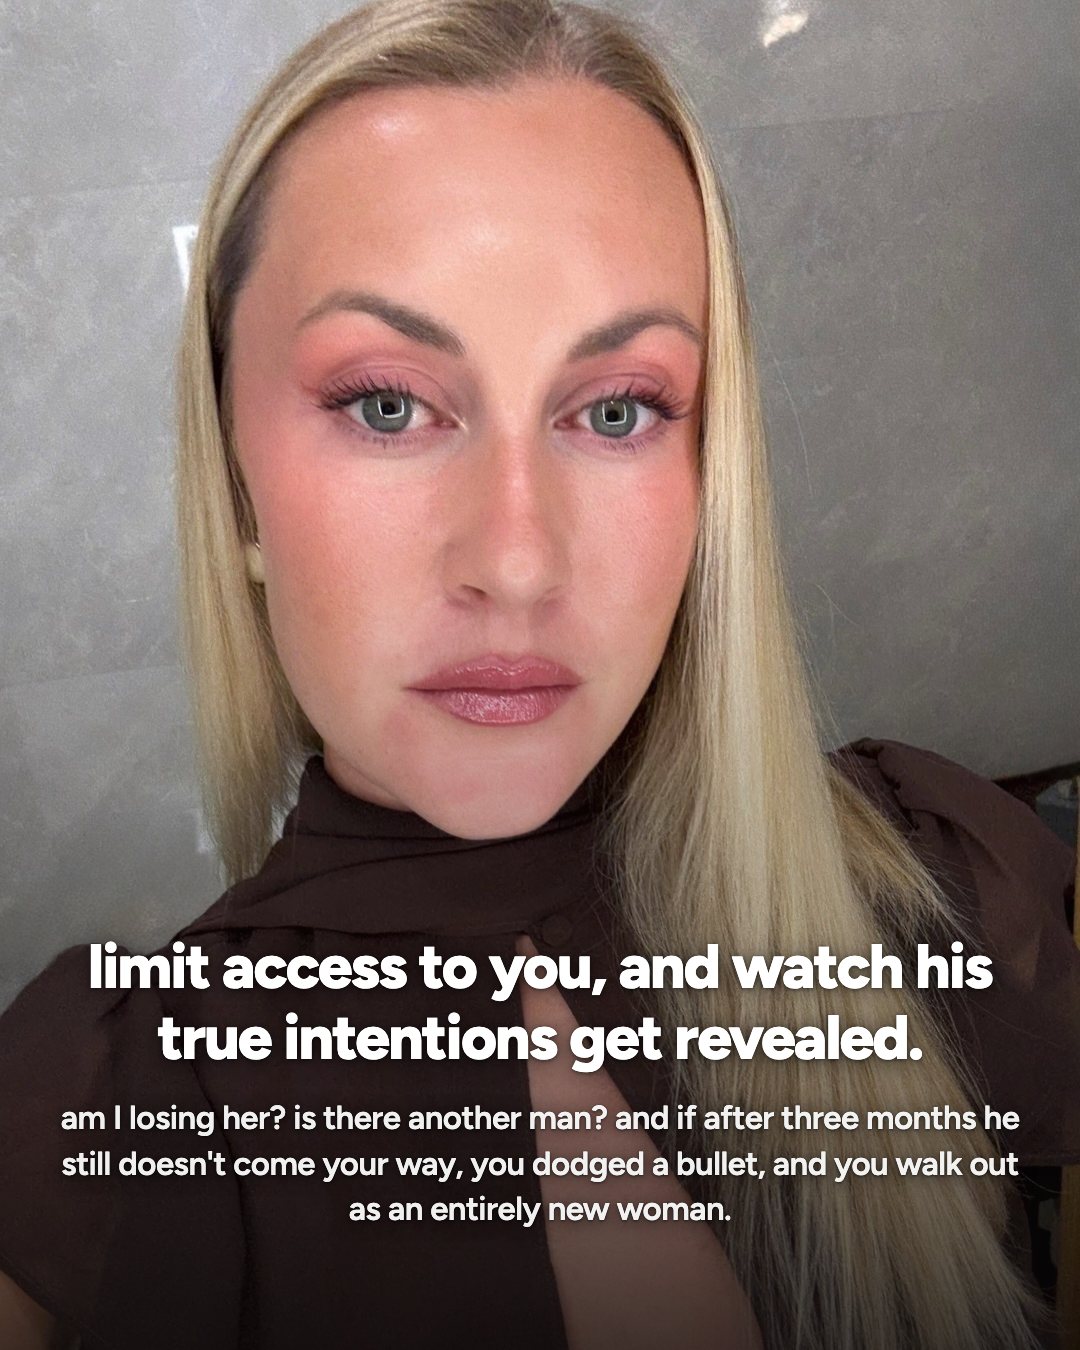 limit access to you, and watch his
true intentions get revealed.
am I losing her? is there another man? and if after three months he
still doesn't come your way, you dodged a bullet, and you walk out
as an entirely new woman.